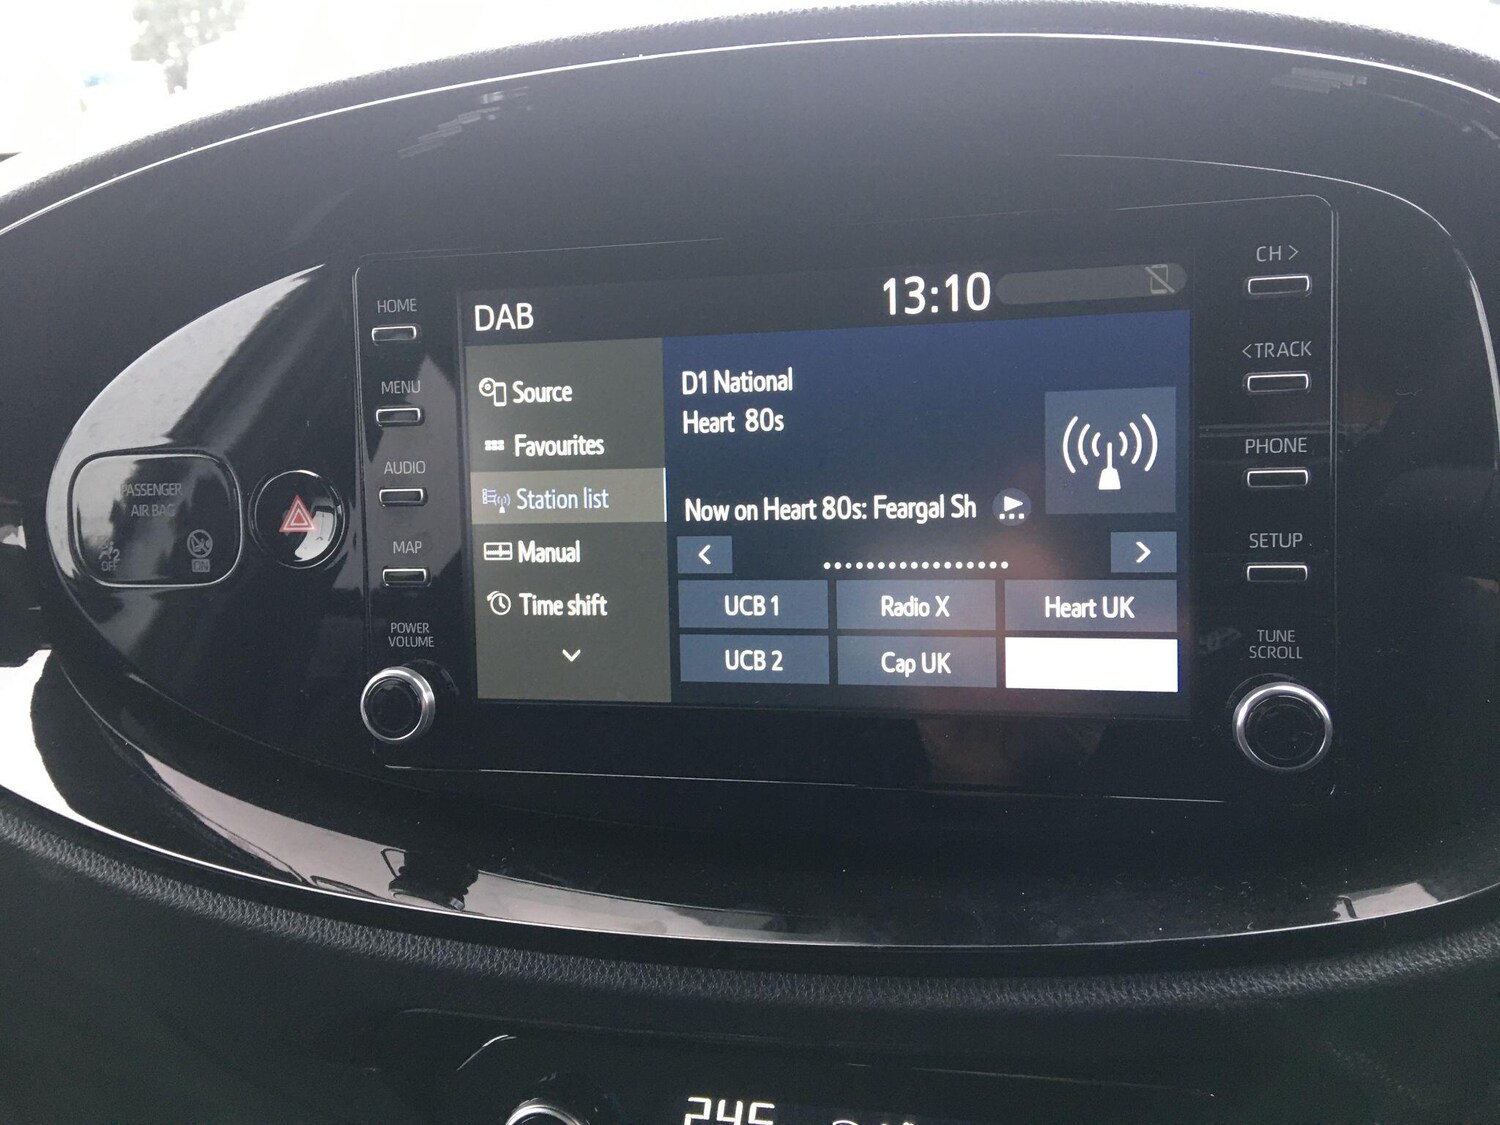 HOME
MENU
AUDIO
MAP
POWER
VOLUME
PASSENGER
AIR BAG
OFF
DAB
13:10
Source
Favourites
Station list
Manual
Time shift
D1 National
Heart 80s
Now on Heart 80s: Feargal Sh
<
>
UCB 1
Radio X
Heart UK
UCB 2
Cap UK
CH >
< TRACK
PHONE
SETUP
TUNE
SCROLL
245